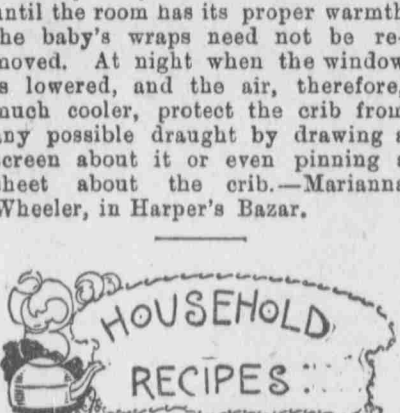 until the room has its proper warmth
the baby's wraps need not be re-
moved. At night when the window
is lowered, and the air, therefore,
much cooler, protect the crib from
any possible draught by drawing a
screen about it or even pinning a
sheet about the crib.—Marianna
Wheeler, in Harper's Bazar.
HOUSEHOLD
RECIPES: